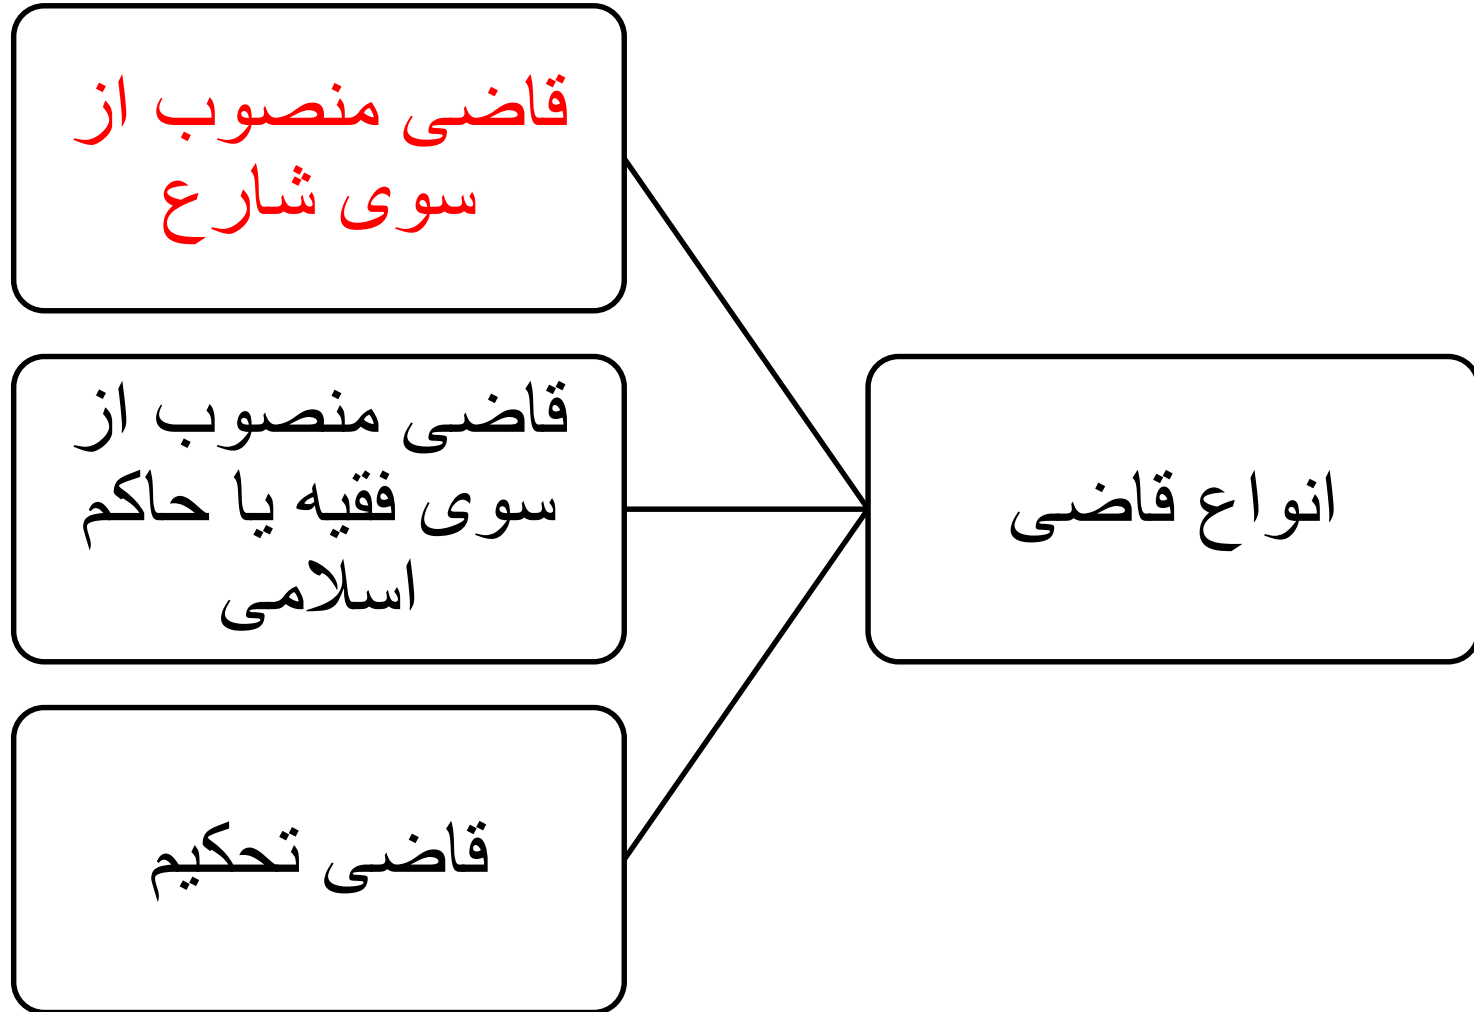 انواع قاضی
قاضی منصوب از
سوی شارع
قاضی منصوب از
سوی فقیه یا حاکم
اسلامی
قاضی تحکیم